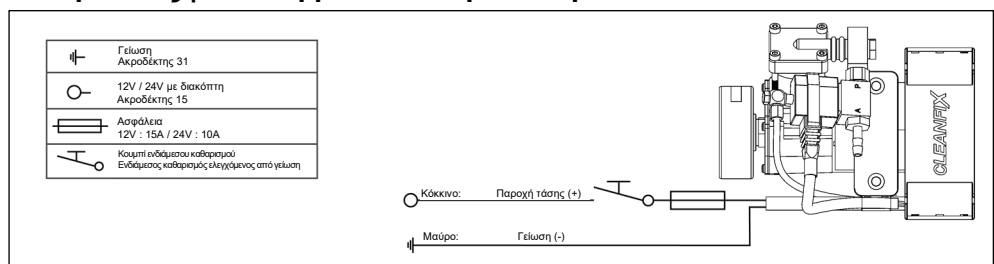 Γείωση
Ακροδέκτης 31
12V / 24V με διακόπτη
Ακροδέκτης 15
Ασφάλεια
12V : 15A / 24V : 10A
Κουμπί ενδιάμεσου καθαρισμού
Ενδιάμεσος καθαρισμός ελεγχόμενος από γείωση
P
A
CLEANFIX
Κόκκινο: Παροχή τάσης (+)
Μαύρο: Γείωση (-)